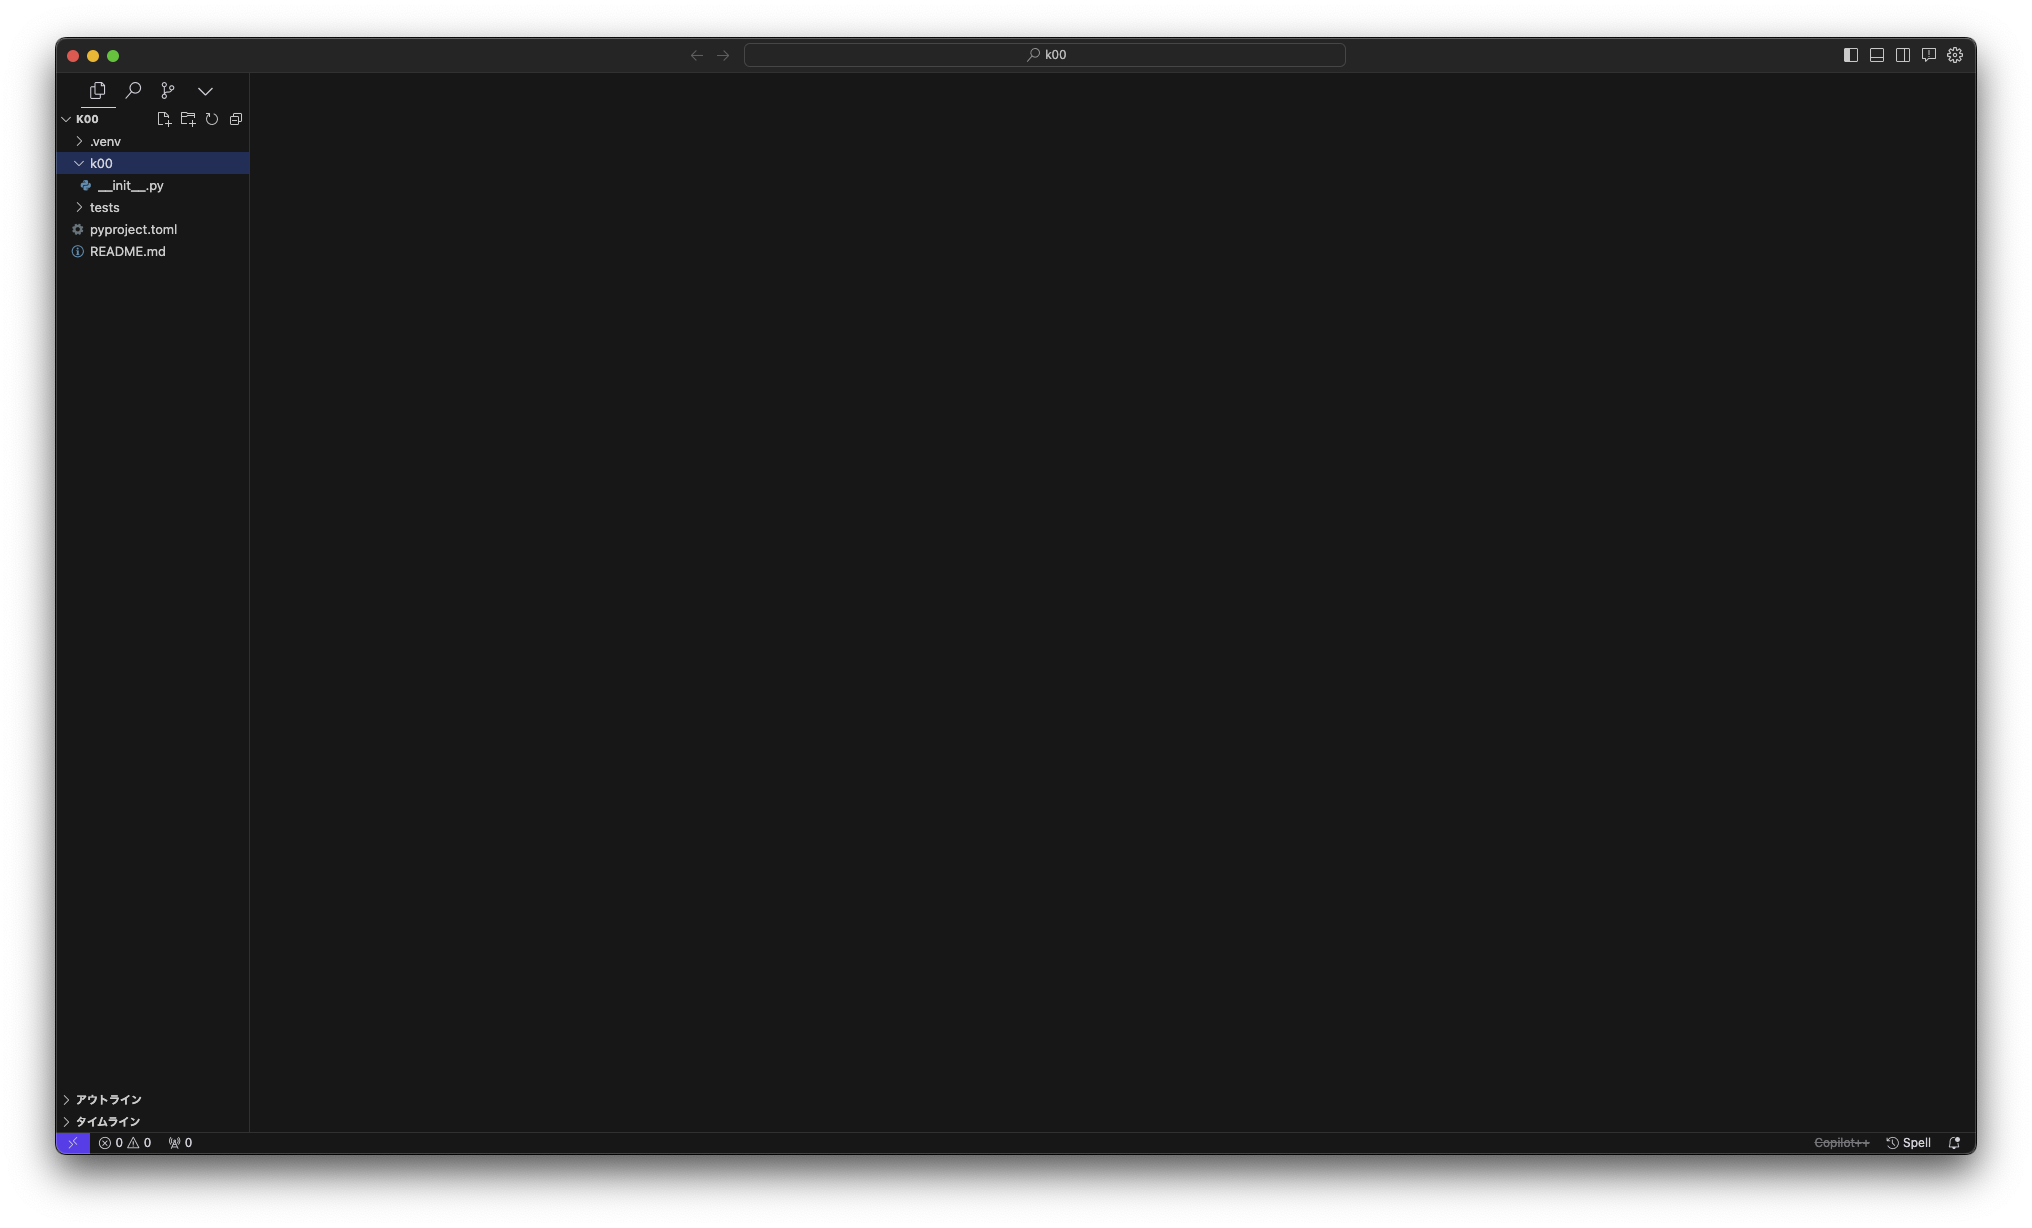 k00
K00
.venv
k00
__init__.py
tests
pyproject.toml
README.md
アウトライン
タイムライン
0 0 0
Copilot++ Spell